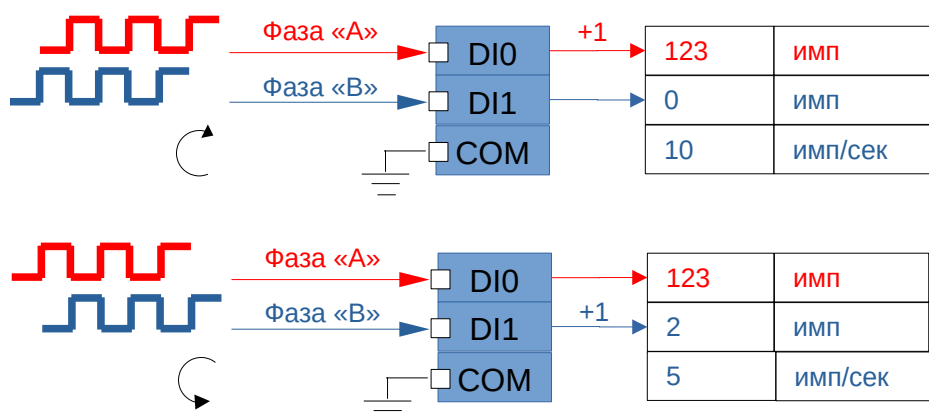 Фаза «А» DI0 +1 123 имп
Фаза «В» DI1 0 имп
COM 10 имп/сек
Фаза «А» DI0 123 имп
Фаза «В» DI1 +1 2 имп
COM 5 имп/сек